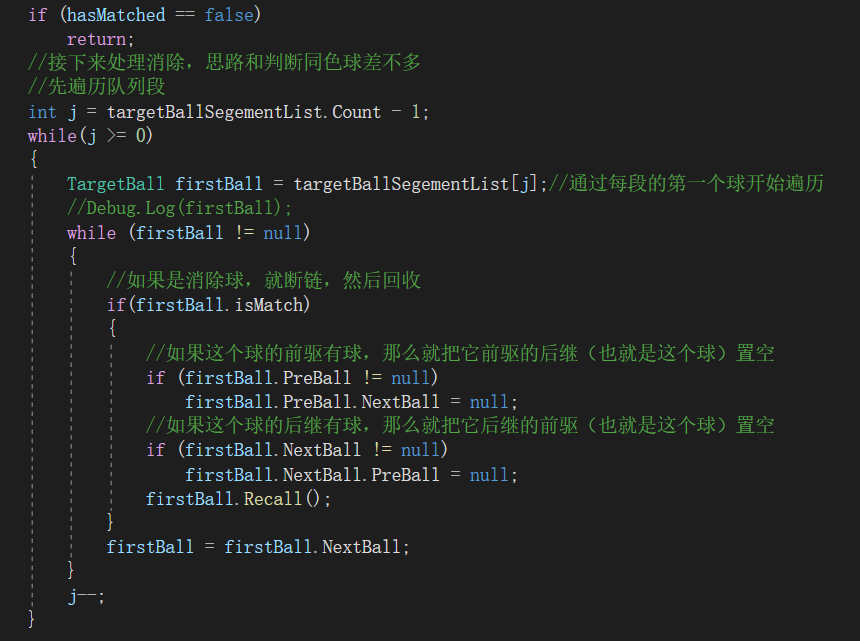 if (hasMatched == false)
    return;
//接下来处理消除，思路和判断同色球差不多
//先遍历队列段
int j = targetBallSegementList.Count - 1;
while(j >= 0)
{
    TargetBall firstBall = targetBallSegementList[j];//通过每段的第一个球开始遍历
    //Debug.Log(firstBall);
    while (firstBall != null)
    {
        //如果是消除球，就断链，然后回收
        if(firstBall.isMatch)
        {
            //如果这个球的前驱有球，那么就把它前驱的后继（也就是这个球）置空
            if (firstBall.PreBall != null)
                firstBall.PreBall.NextBall = null;
            //如果这个球的后继有球，那么就把它后继的前驱（也就是这个球）置空
            if (firstBall.NextBall != null)
                firstBall.NextBall.PreBall = null;
            firstBall.Recall();
        }
        firstBall = firstBall.NextBall;
    }
    j--;
}